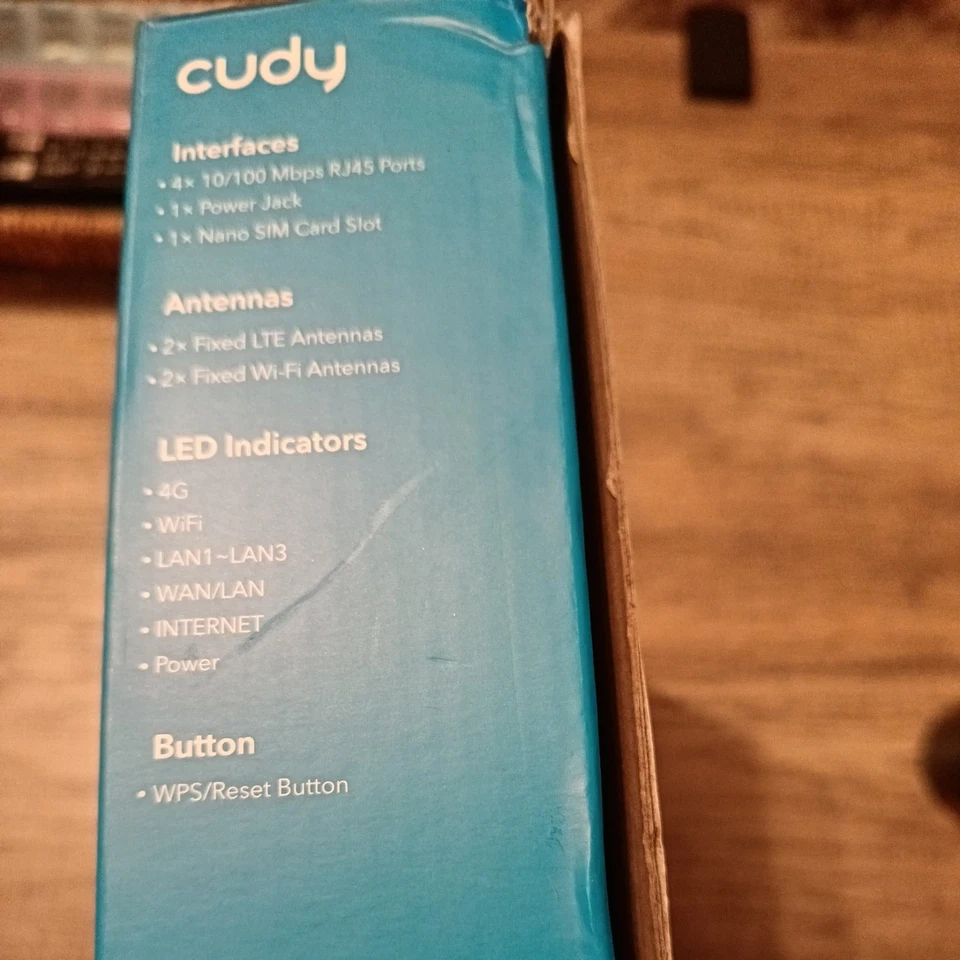 cudy
Interfaces
• 4× 10/100 Mbps RJ45 Ports
• 1× Power Jack
• 1× Nano SIM Card Slot
Antennas
• 2× Fixed LTE Antennas
• 2× Fixed Wi-Fi Antennas
LED Indicators
• 4G
• WiFi
• LAN1~LAN3
• WAN/LAN
• INTERNET
• Power
Button
• WPS/Reset Button